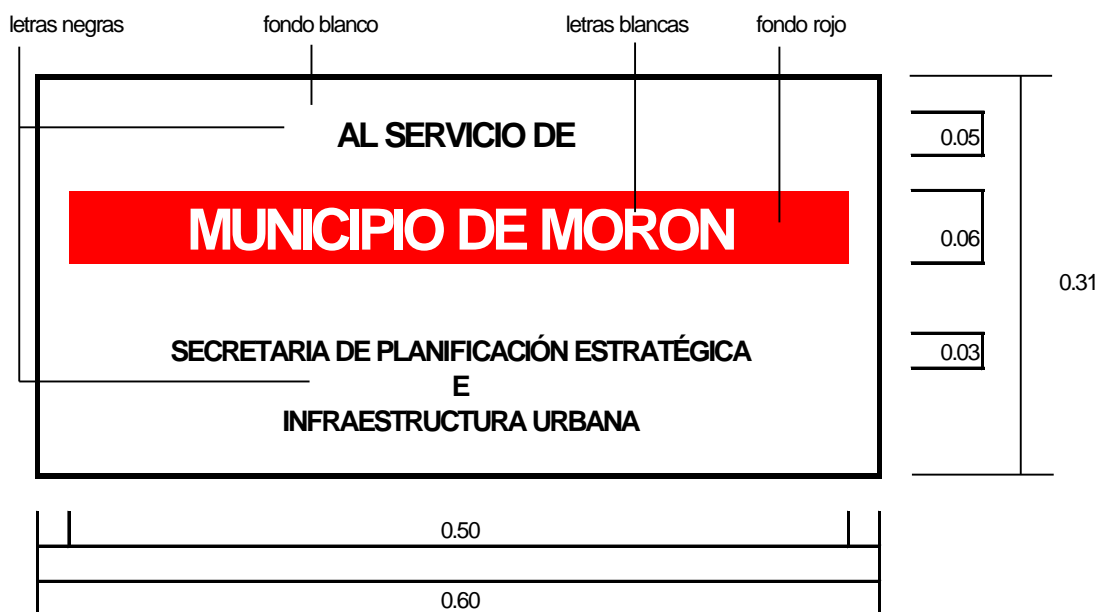 letras negras fondo blanco letras blancas fondo rojo
AL SERVICIO DE
0.05
MUNICIPIO DE MORON
0.06
0.31
SECRETARIA DE PLANIFICACIÓN ESTRATÉGICA
0.03
E
INFRAESTRUCTURA URBANA
0.50
0.60